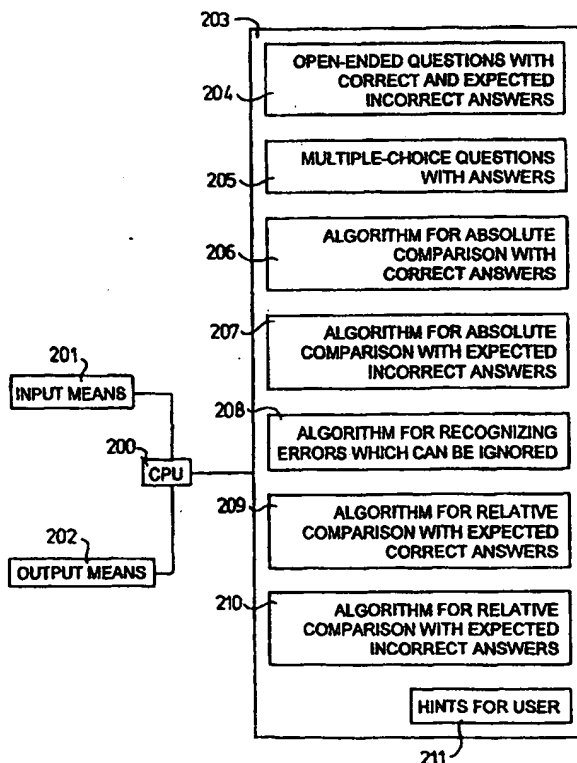 203
OPEN-ENDED QUESTIONS WITH
CORRECT AND EXPECTED
INCORRECT ANSWERS
204
MULTIPLE-CHOICE QUESTIONS
WITH ANSWERS
205
206
ALGORITHM FOR ABSOLUTE
COMPARISON WITH
CORRECT ANSWERS
207
ALGORITHM FOR ABSOLUTE
COMPARISON WITH EXPECTED
INCORRECT ANSWERS
201
INPUT MEANS
208
ALGORITHM FOR RECOGNIZING
ERRORS WHICH CAN BE IGNORED
200
CPU
209
ALGORITHM FOR RELATIVE
COMPARISON WITH EXPECTED
CORRECT ANSWERS
202
OUTPUT MEANS
210
ALGORITHM FOR RELATIVE
COMPARISON WITH EXPECTED
INCORRECT ANSWERS
HINTS FOR USER
211